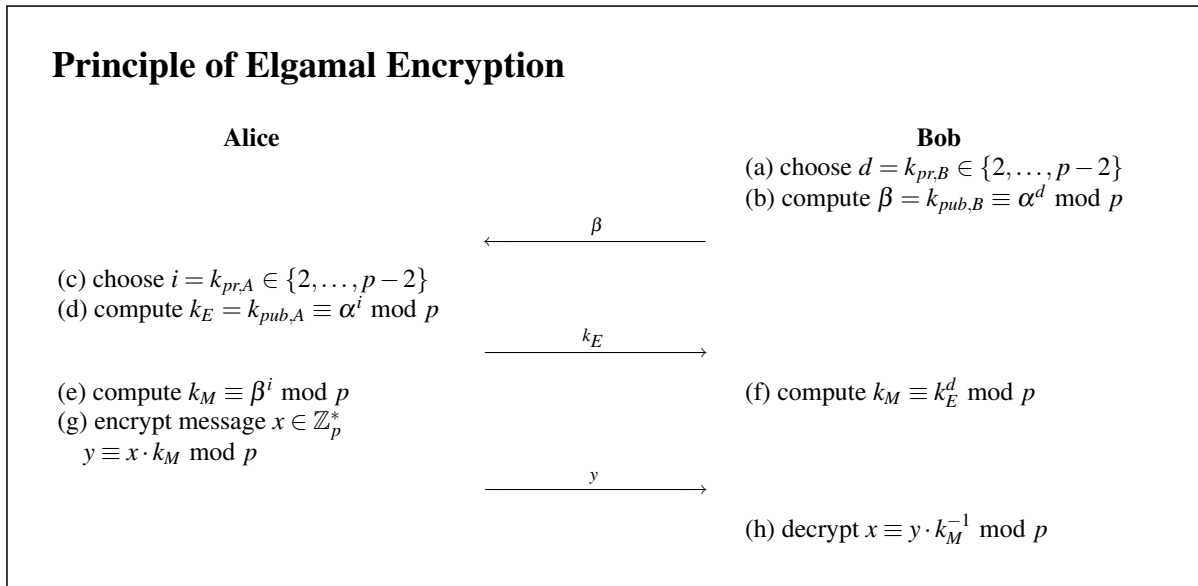 Principle of Elgamal Encryption
Alice
Bob
(a) choose d = k_{pr,B} ∈ {2,…, p − 2}
(b) compute β = k_{pub,B} ≡ α^d mod p
β
(c) choose i = k_{pr,A} ∈ {2,…, p − 2}
(d) compute k_E = k_{pub,A} ≡ α^i mod p
k_E
(e) compute k_M ≡ β^i mod p
(f) compute k_M ≡ k_E^d mod p
(g) encrypt message x ∈ ℤ_p^*
y ≡ x · k_M mod p
y
(h) decrypt x ≡ y · k_M^{−1} mod p